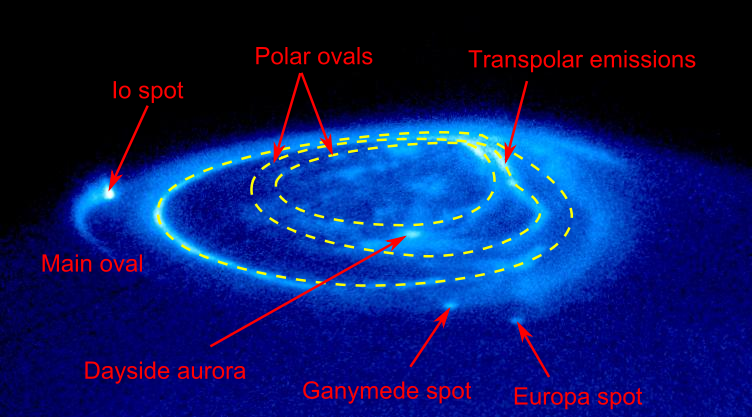 Polar ovals
Transpolar emissions
Io spot
Main oval
Dayside aurora
Ganymede spot
Europa spot